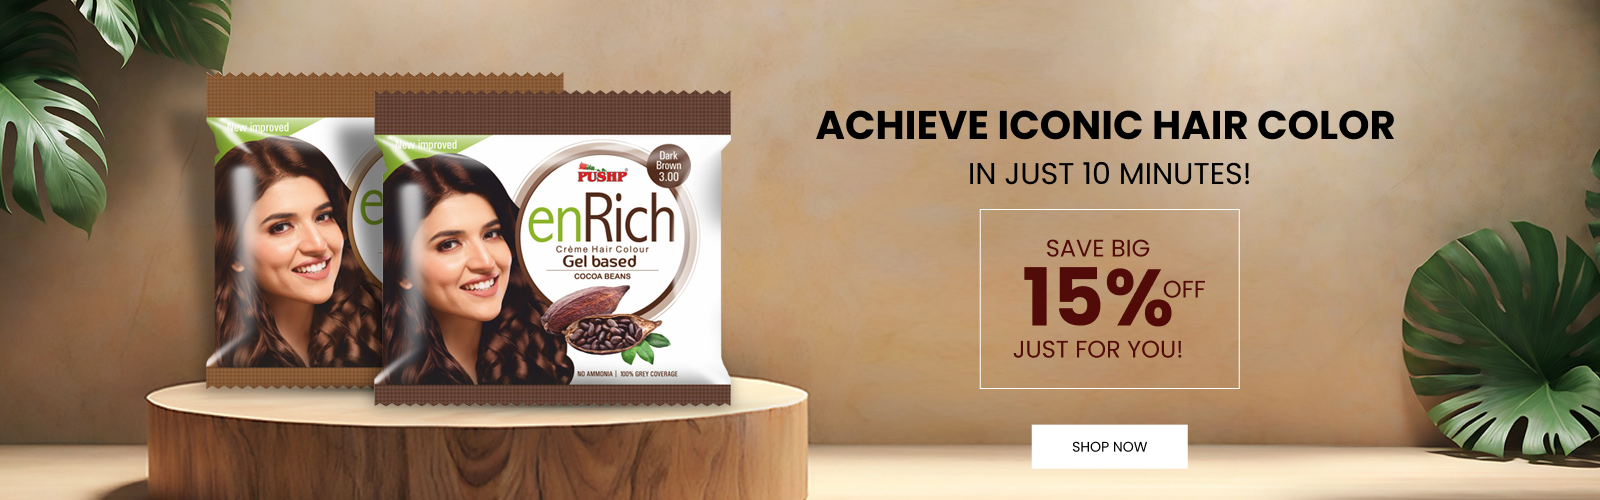 New improved
e
New improved
PUSHP
Dark
Brown
3.00
enRich
Crème Hair Colour
Gel based
COCOA BEANS
NO AMMONIA | 100% GREY COVERAGE
ACHIEVE ICONIC HAIR COLOR
IN JUST 10 MINUTES!
SAVE BIG
15% OFF
JUST FOR YOU!
SHOP NOW